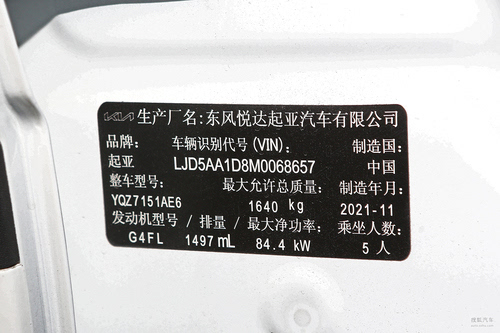 KIA 生产厂名:东风悦达起亚汽车有限公司
品牌: 车辆识别代号(VIN): 制造国:
起亚 LJD5AA1D8M0068657 中国
整车型号: 最大允许总质量: 制造年月:
YQZ7151AE6 1640 kg 2021-11
发动机型号/排量/最大净功率: 乘坐人数:
G4FL 1497 mL 84.4 kW 5人
搜狐汽车